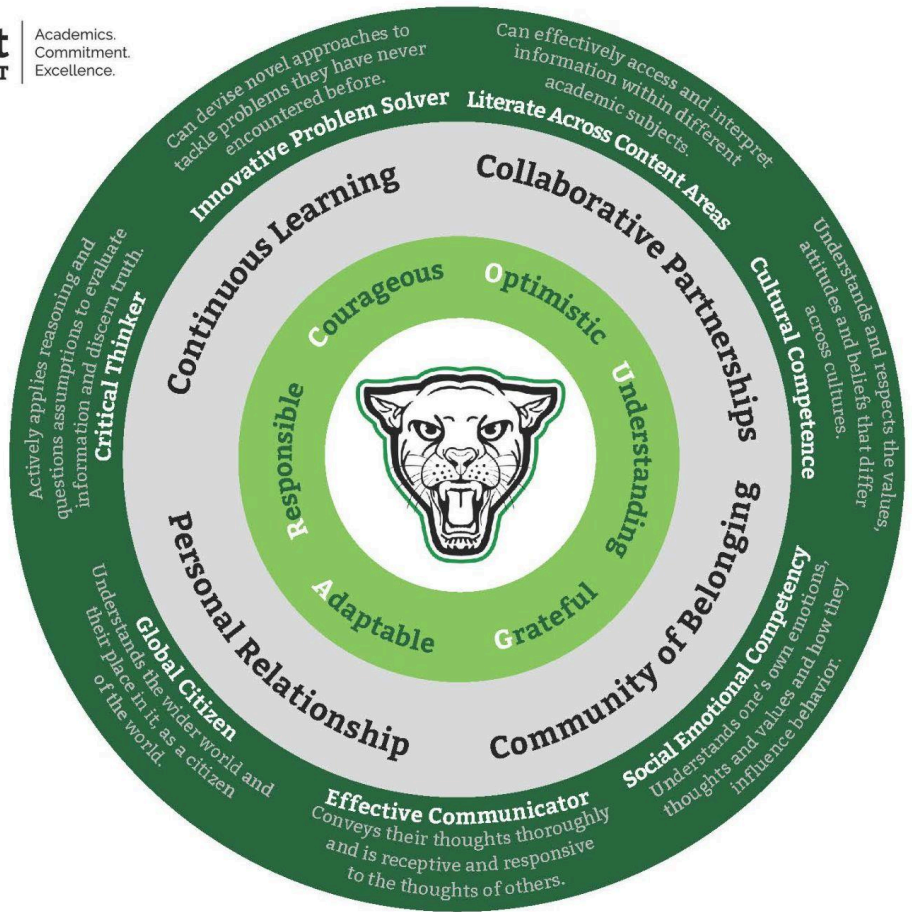 Academics.
Commitment.
Excellence.
Can devise novel approaches to
tackle problems they have never
encountered before.
Innovative Problem Solver
Can effectively access and interpret
information within different
academic subjects.
Literate Across Content Areas
Understands and respects the values,
attitudes and beliefs that differ
across cultures.
Cultural Competence
Social Emotional Competency
Understands one's own emotions,
thoughts and values and how they
influence behavior.
Effective Communicator
Conveys their thoughts thoroughly
and is receptive and responsive
to the thoughts of others.
Global Citizen
Understands the wider world and
their place in it, as a citizen
of the world.
Actively applies reasoning and
questions assumptions to evaluate
information and discern truth.
Critical Thinker
Continuous Learning
Collaborative Partnerships
Community of Belonging
Personal Relationship
Courageous
Optimistic
Understanding
Grateful
Adaptable
Responsible